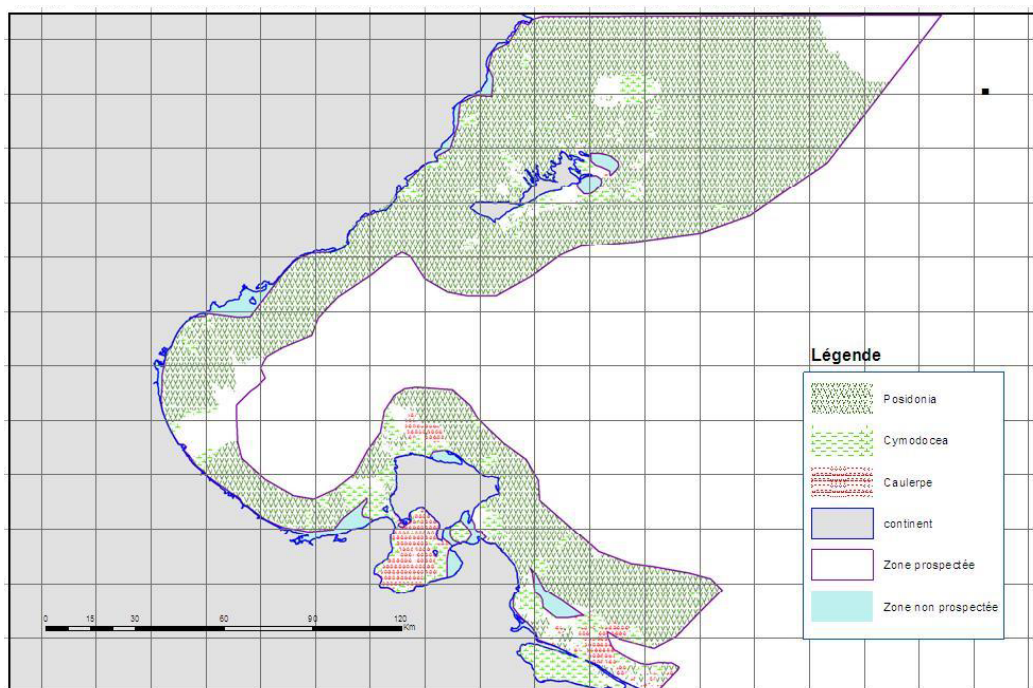 Légende
Posidonia
Cymodocea
Caulerpe
continent
Zone prospectée
Zone non prospectée
0 15 30 60 90 120
Km